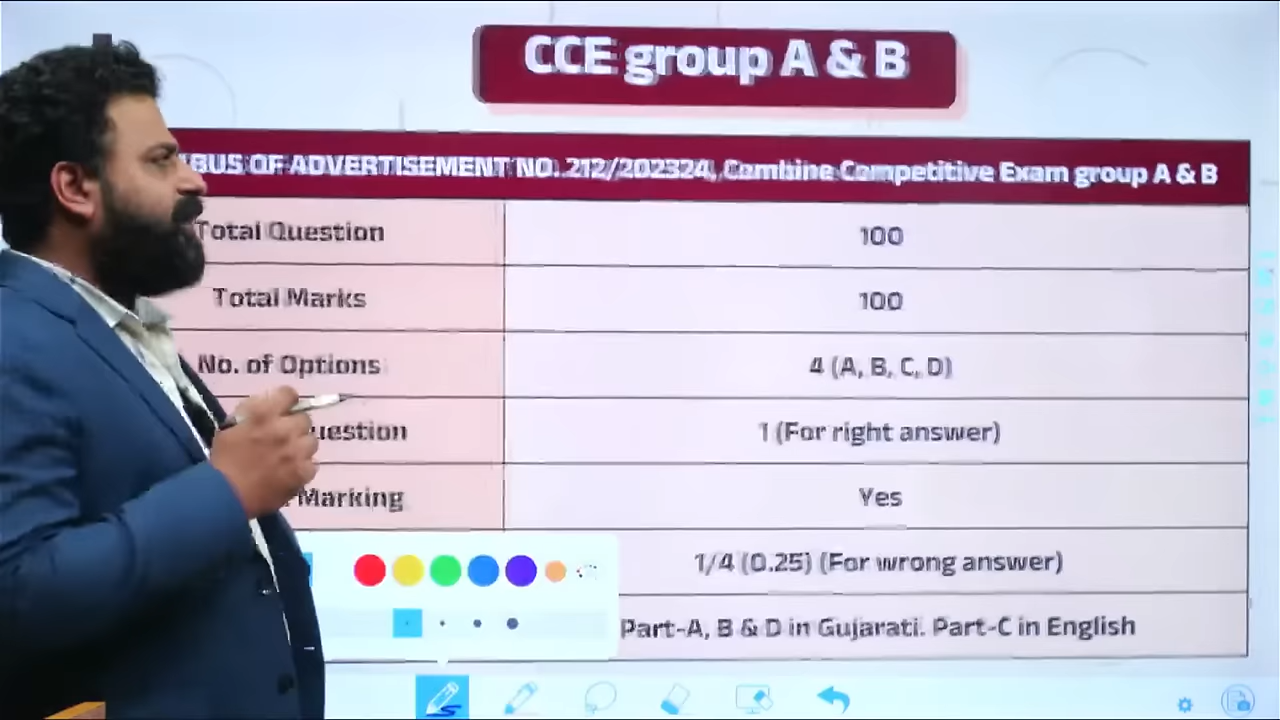 CCE group A & B
BUS OF ADVERTISEMENT NO. 212/202324, Combine Competitive Exam group A & B
Total Question 100
Total Marks 100
No. of Options 4 (A, B, C, D)
uestion 1 (For right answer)
Marking Yes
1/4 (0.25) (For wrong answer)
Part-A, B & D in Gujarati. Part-C in English